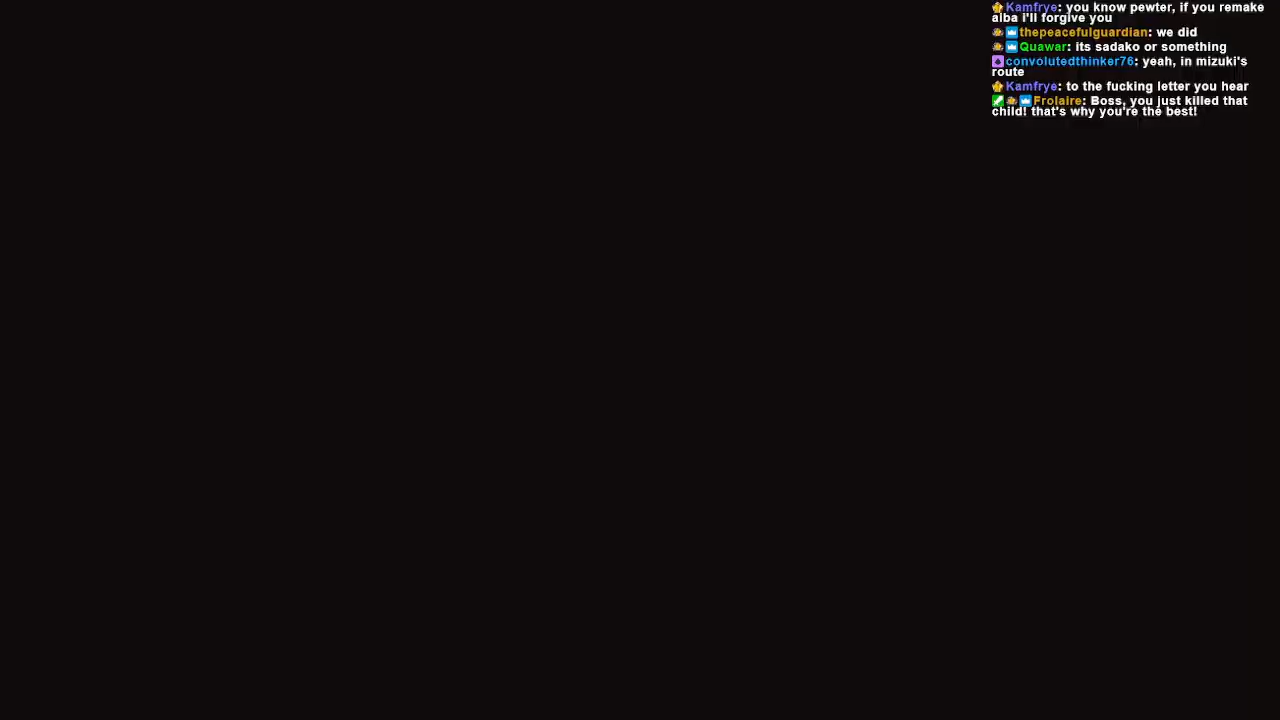 Kamfrye: you know pewter, if you remake
alba i'll forgive you
thepeacefulguardian: we did
Quawar: its sadako or something
convolutedthinker76: yeah, in mizuki's
route
Kamfrye: to the fucking letter you hear
Frolaire: Boss, you just killed that
child! that's why you're the best!